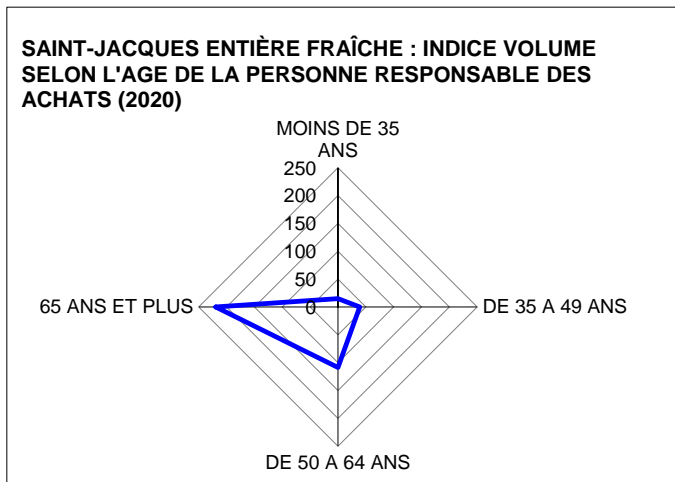 SAINT-JACQUES ENTIÈRE FRAÎCHE : INDICE VOLUME
SELON L'AGE DE LA PERSONNE RESPONSABLE DES
ACHATS (2020)
MOINS DE 35
ANS
250
200
150
100
50
0
65 ANS ET PLUS
DE 35 A 49 ANS
DE 50 A 64 ANS